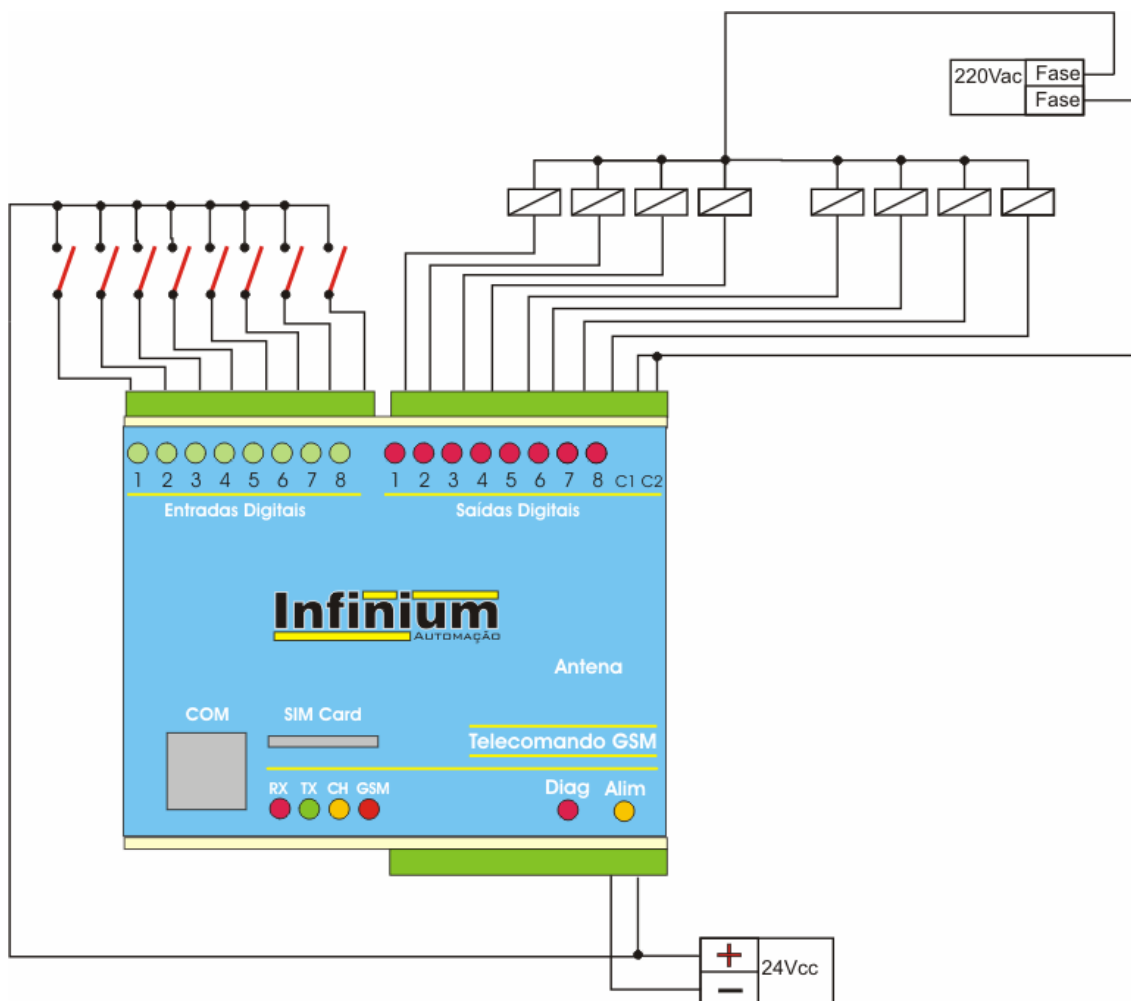 220Vac Fase
Fase
1 2 3 4 5 6 7 8
1 2 3 4 5 6 7 8 C1 C2
Entradas Digitais
Saídas Digitais
Infinium
AUTOMAÇÃO
Antena
COM
SIM Card
Telecomando GSM
RX TX CH GSM
Diag Alim
+
24Vcc
−